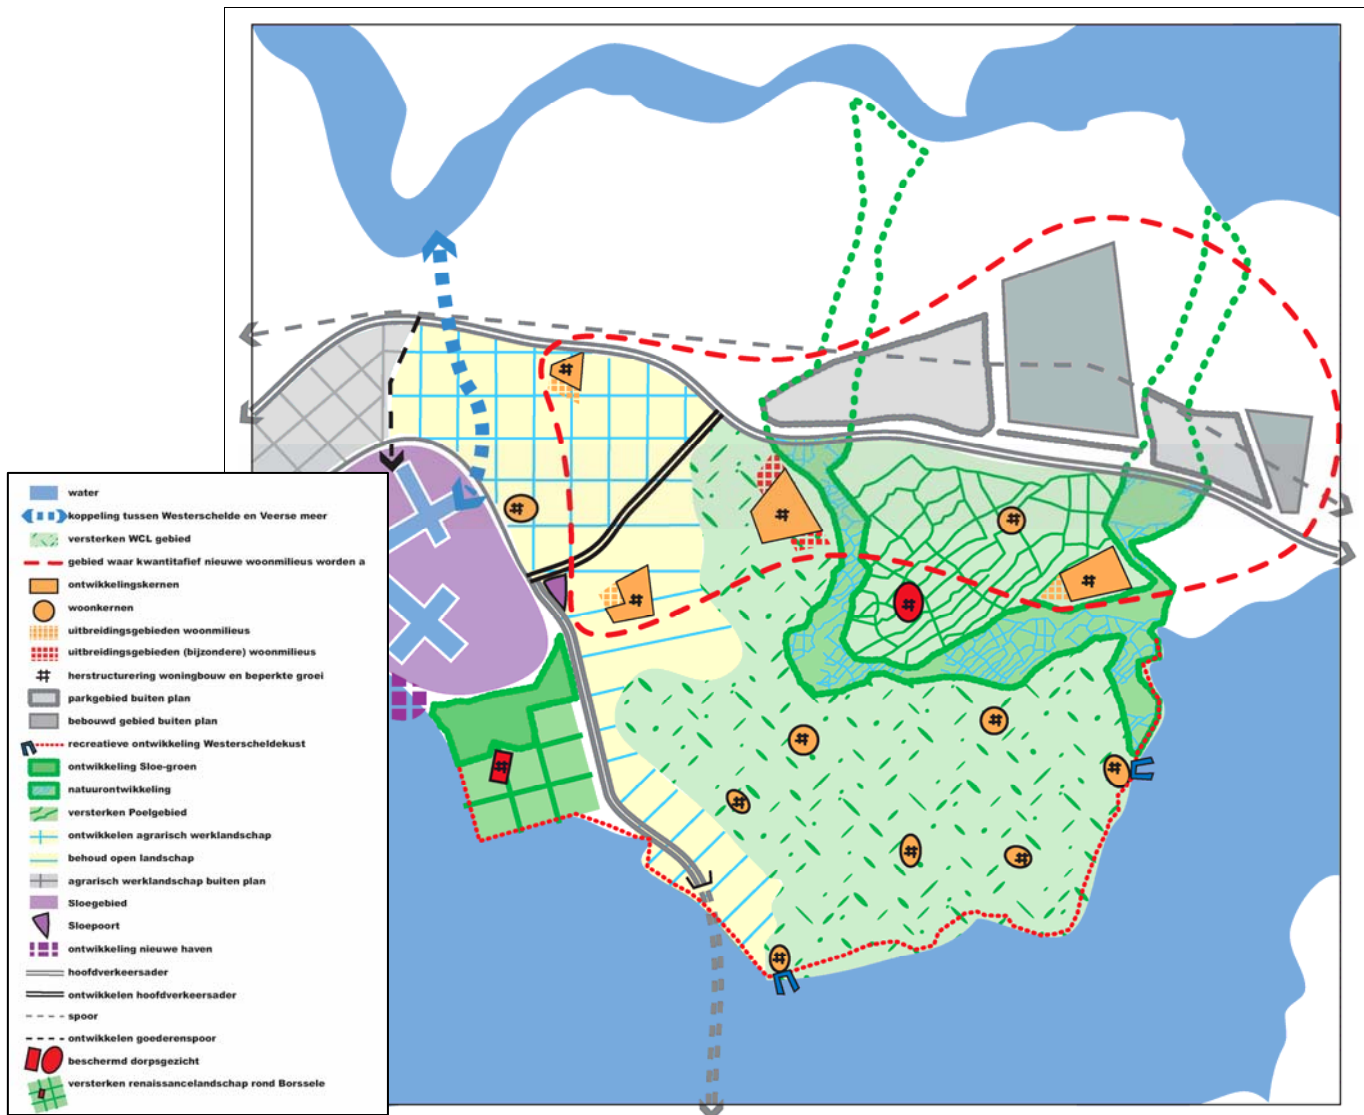 water
koppeling tussen Westerschelde en Veerse meer
versterken WCL gebied
gebied waar kwantitafief nieuwe woonmilieus worden a
ontwikkelingskernen
woonkernen
uitbreidingsgebieden woonmilieus
uitbreidingsgebieden (bijzondere) woonmilieus
herstructurering woningbouw en beperkte groei
parkgebied buiten plan
bebouwd gebied buiten plan
recreatieve ontwikkeling Westerscheldekust
ontwikkeling Sloe-groen
natuurontwikkeling
versterken Poelgebied
ontwikkelen agrarisch werklandschap
behoud open landschap
agrarisch werklandschap buiten plan
Sloegebied
Sloepoort
ontwikkeling nieuwe haven
hoofdverkeersader
ontwikkelen hoofdverkeersader
spoor
ontwikkelen goederenspoor
beschermd dorpsgezicht
versterken renaissancelandschap rond Borssele